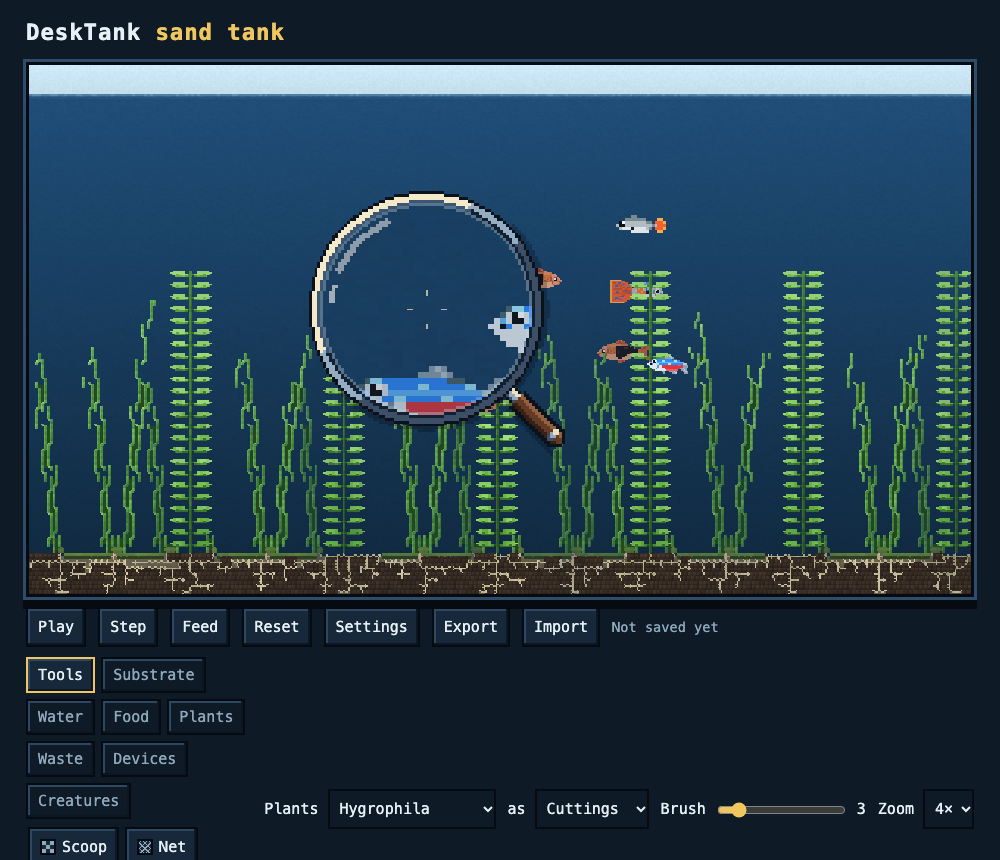 DeskTank sand tank
Play Step Feed Reset Settings Export Import Not saved yet
Tools Substrate
Water Food Plants
Waste Devices
Creatures
Plants Hygrophila as Cuttings Brush 3 Zoom 4×
Scoop Net